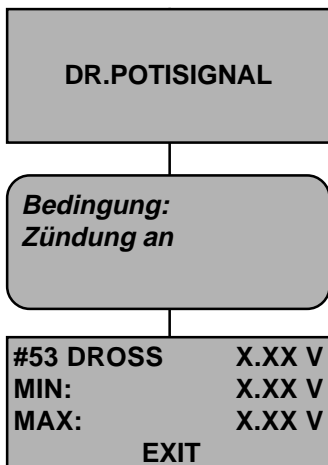 DR.POTISIGNAL
Bedingung:
Zündung an
#53 DROSS X.XX V
MIN: X.XX V
MAX: X.XX V
EXIT